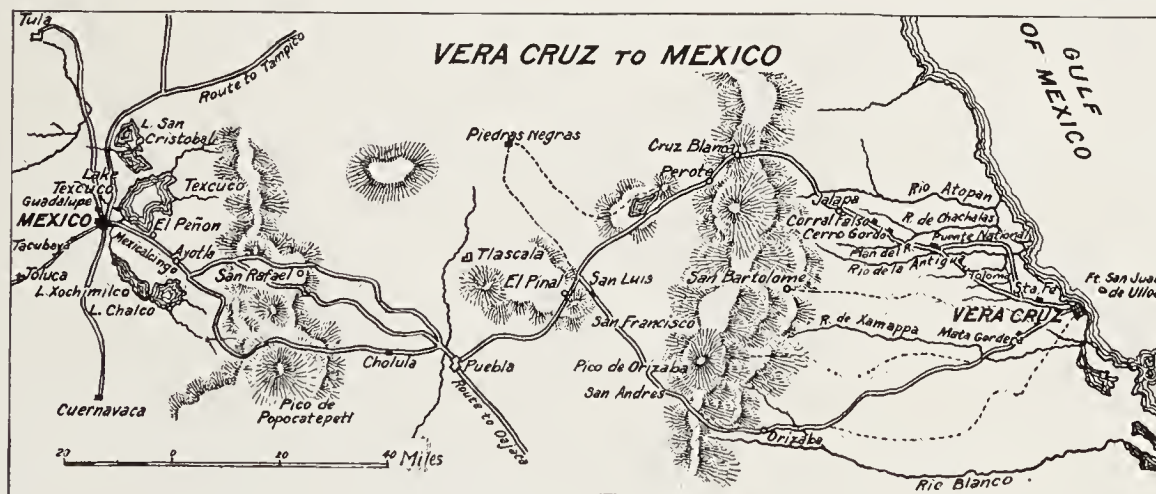 VERA CRUZ TO MEXICO
GULF
OF MEXICO
Tula
Route to Tampico
L. San
Cristobal
Lake
Texcuco
Texcuco
Guadalupe
MEXICO
El Peñon
Tacubaya
Mexicalcingo
Ayotla
Toluca
L. Xochimilco
L. Chalco
San Rafael
Cuernavaca
Pico de
Popocatepetl
Cholula
Puebla
Route to Oajaca
Tlascala
Piedras Negras
El Pinal
San Luis
San Francisco
Pico de Orizaba
San Andres
Orizaba
Cruz Blanca
Perote
Jalapa
Rio Atopan
Corral Falso
R. de Chachalas
Cerro Gordo
Puente National
Plan del R.
Rio de la Antigua
San Bartolome
Tolome
Sta. Fé
VERA CRUZ
Ft. San Juan
de Ulloa
R. de Xamappa
Mata Gordera
Rio Blanco
20 0 20 40 Miles